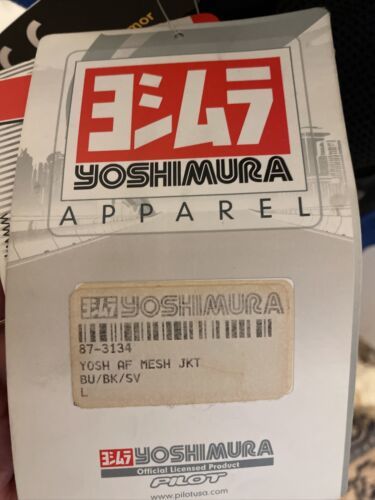 mor
ヨシムラ
YOSHIMURA
APPAREL
ヨシムラ YOSHIMURA
87-3134
YOSH AF MESH JKT
BU/BK/SV
L
ヨシムラ YOSHIMURA
Official Licensed Product
PILOT
www.pilotusa.com